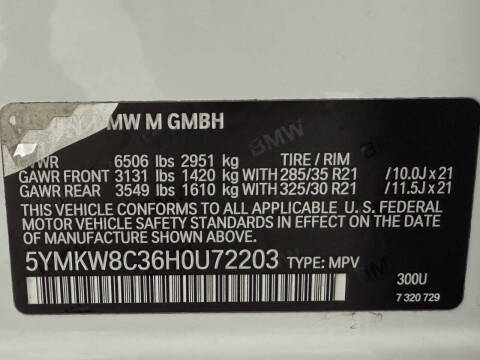 MW M GMBH
VWR 6506 lbs 2951 kg TIRE / RIM
GAWR FRONT 3131 lbs 1420 kg WITH 285/35 R21 /10.0J x 21
GAWR REAR 3549 lbs 1610 kg WITH 325/30 R21 /11.5J x 21
THIS VEHICLE CONFORMS TO ALL APPLICABLE U. S. FEDERAL
MOTOR VEHICLE SAFETY STANDARDS IN EFFECT ON THE DATE
OF MANUFACTURE SHOWN ABOVE.
5YMKW8C36H0U72203 TYPE: MPV
300U
7 320 729
BMW